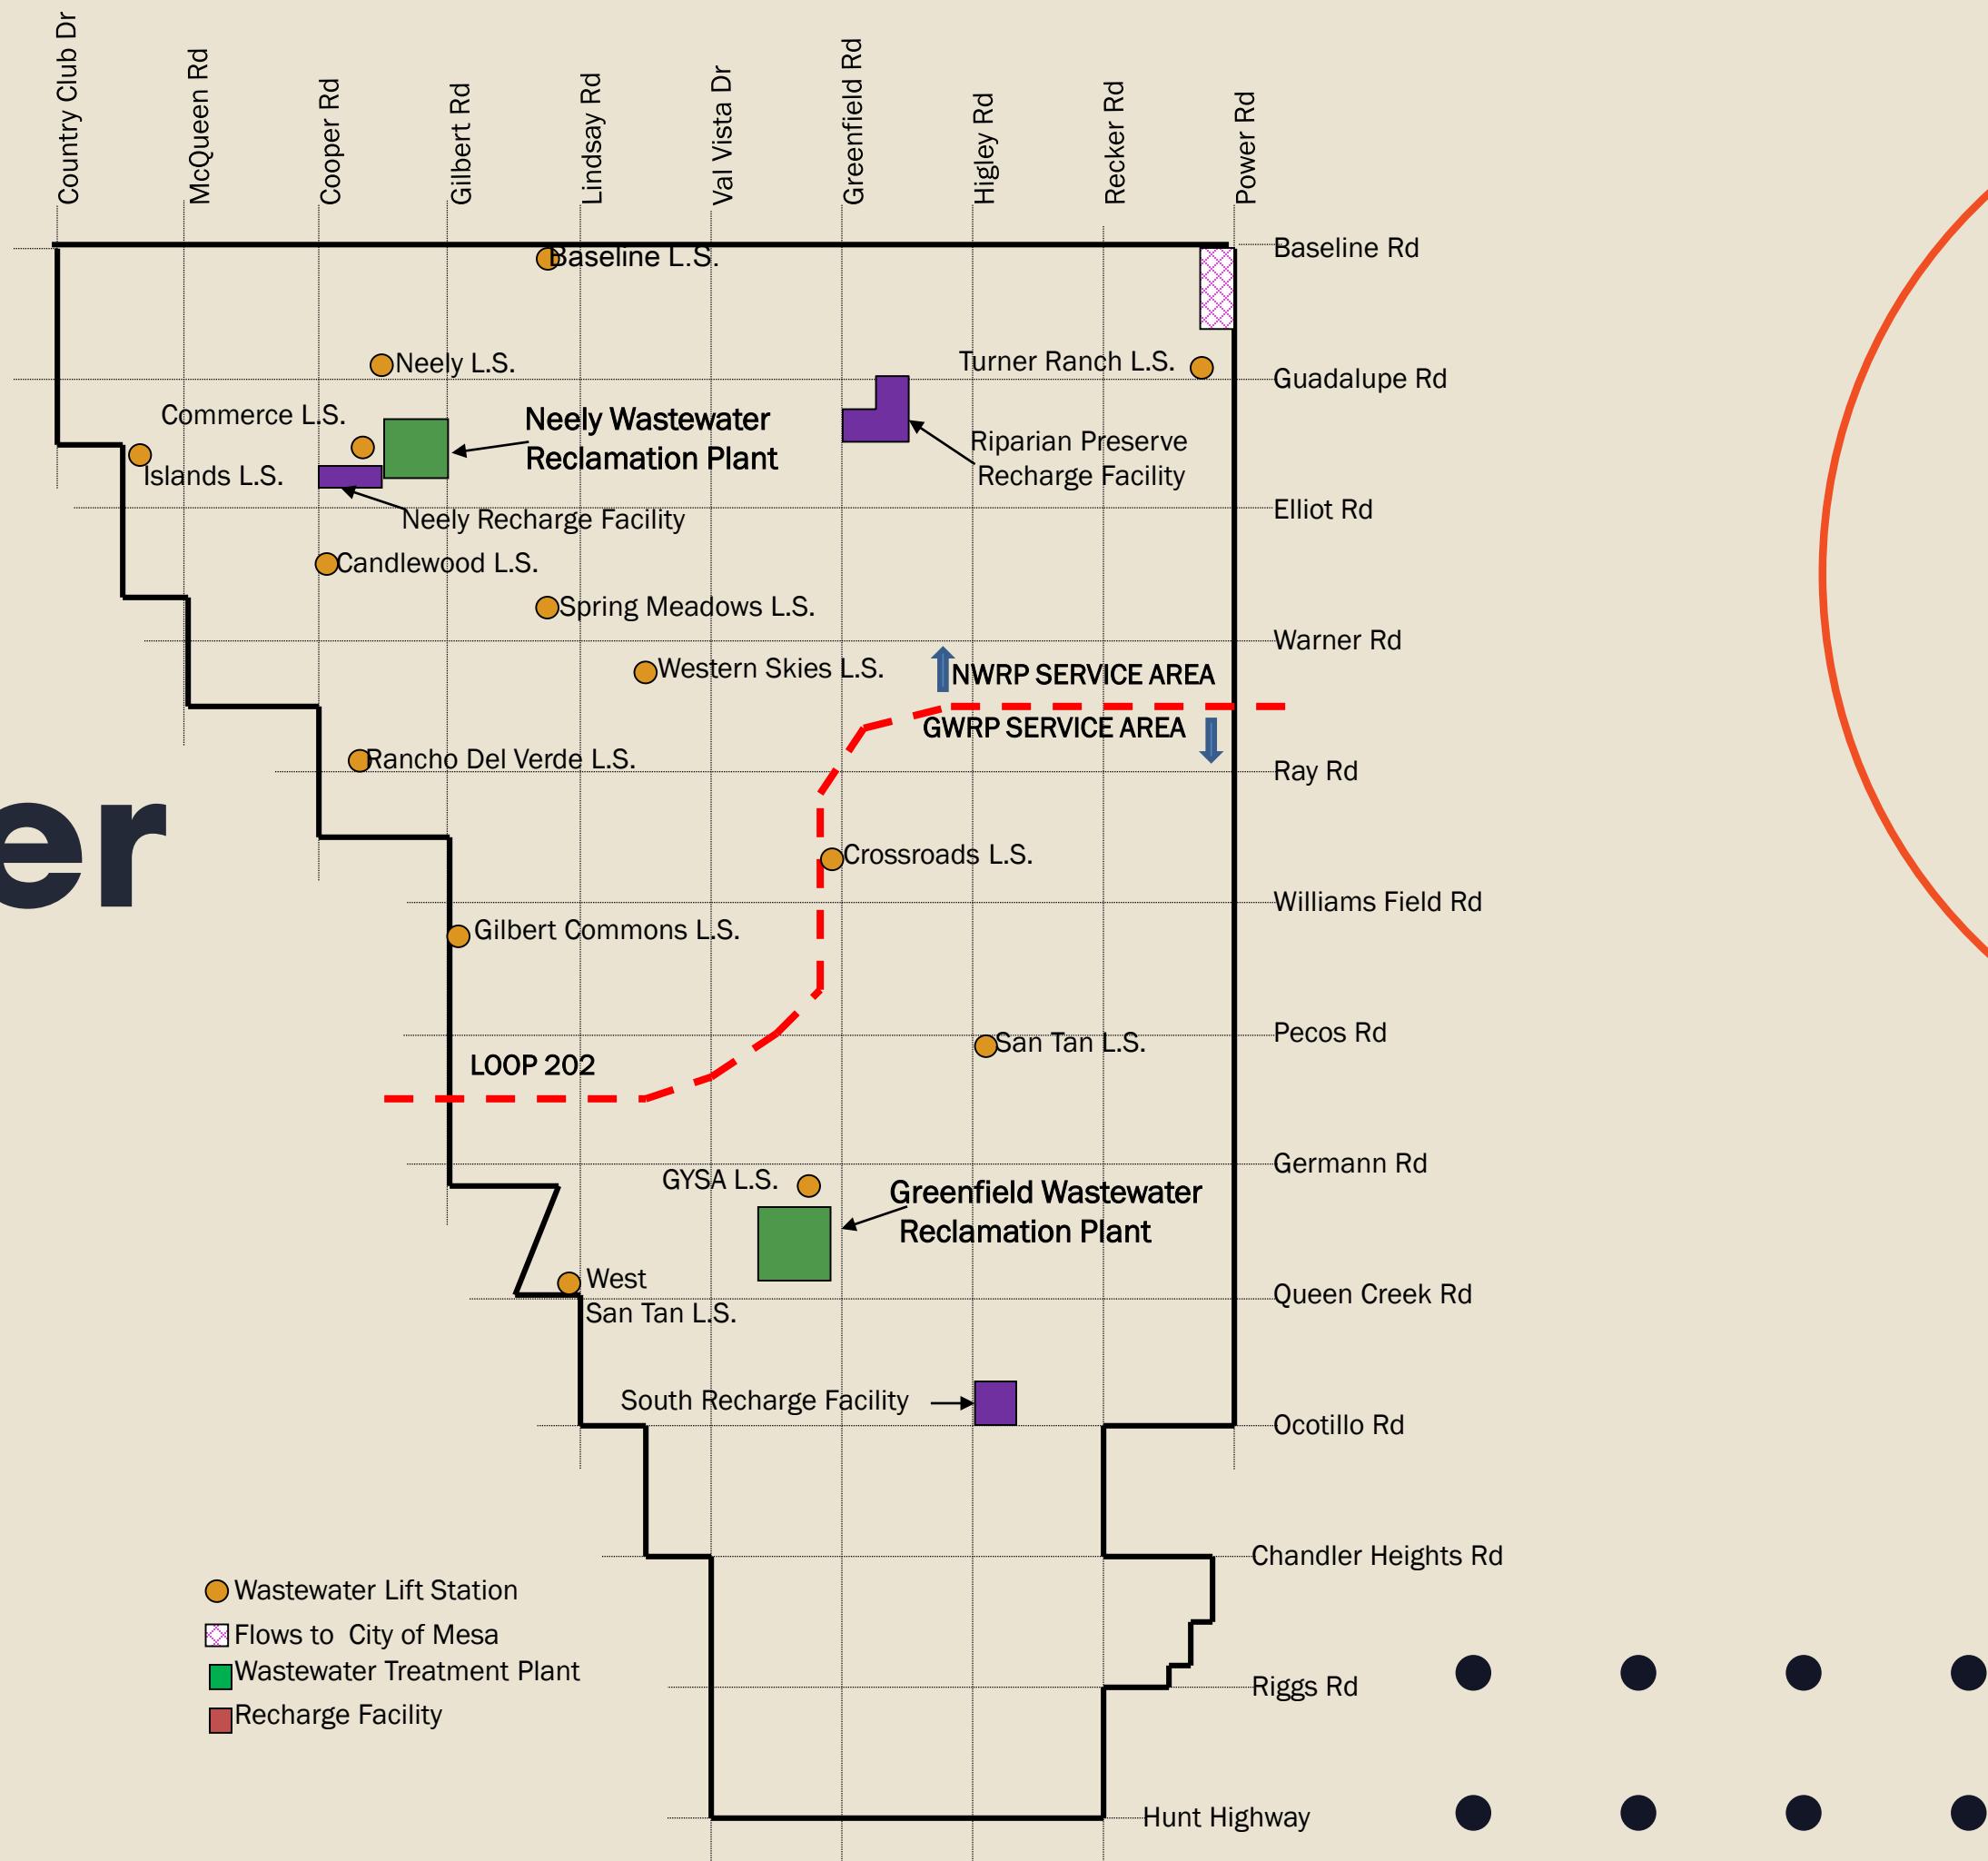 Country Club Dr
McQueen Rd
Cooper Rd
Gilbert Rd
Lindsay Rd
Val Vista Dr
Greenfield Rd
Higley Rd
Recker Rd
Power Rd
Baseline Rd
Baseline L.S.
Neely L.S.
Turner Ranch L.S.
Guadalupe Rd
Commerce L.S.
Neely Wastewater
Reclamation Plant
Riparian Preserve
Recharge Facility
Islands L.S.
Neely Recharge Facility
Elliot Rd
Candlewood L.S.
Spring Meadows L.S.
Warner Rd
Western Skies L.S.
NWRP SERVICE AREA
GWRP SERVICE AREA
Rancho Del Verde L.S.
Ray Rd
er
Crossroads L.S.
Williams Field Rd
Gilbert Commons L.S.
Pecos Rd
San Tan L.S.
LOOP 202
Germann Rd
GYSA L.S.
Greenfield Wastewater
Reclamation Plant
West
San Tan L.S.
Queen Creek Rd
South Recharge Facility
Ocotillo Rd
Chandler Heights Rd
Wastewater Lift Station
Flows to City of Mesa
Wastewater Treatment Plant
Recharge Facility
Riggs Rd
Hunt Highway